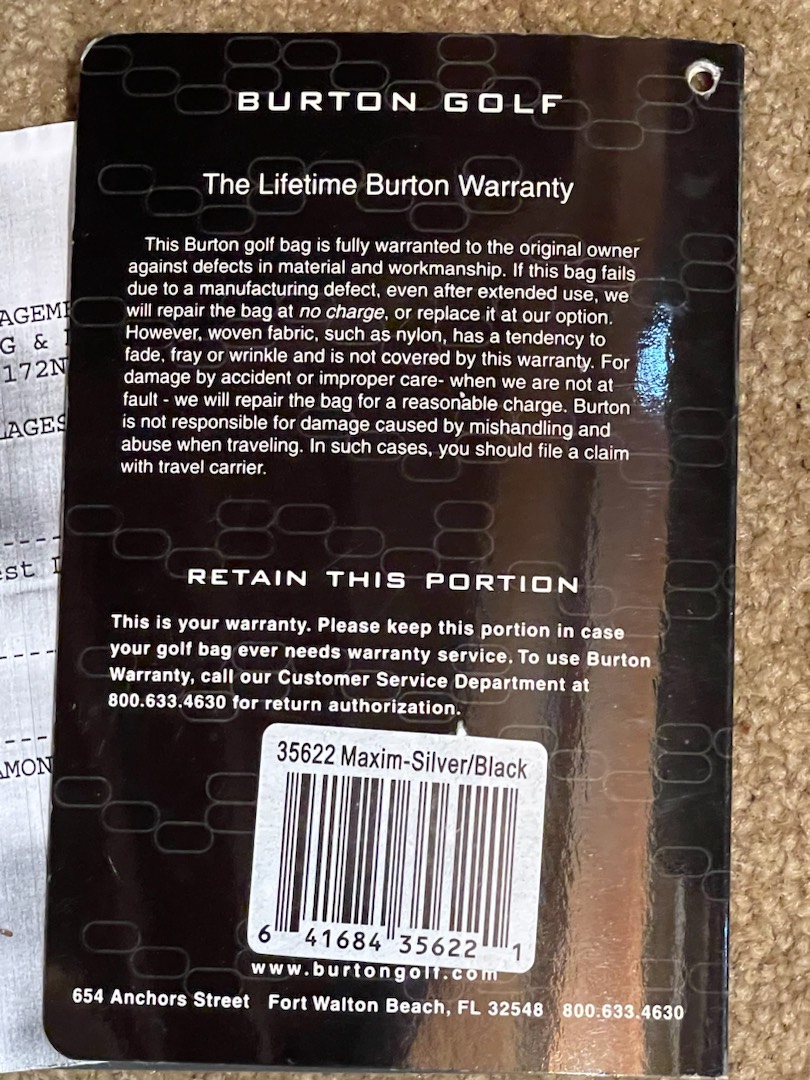 BURTON GOLF
The Lifetime Burton Warranty
This Burton golf bag is fully warranted to the original owner
against defects in material and workmanship. If this bag fails
due to a manufacturing defect, even after extended use, we
will repair the bag at no charge, or replace it at our option.
However, woven fabric, such as nylon, has a tendency to
fade, fray or wrinkle and is not covered by this warranty. For
damage by accident or improper care- when we are not at
fault - we will repair the bag for a reasonable charge. Burton
is not responsible for damage caused by mishandling and
abuse when traveling. In such cases, you should file a claim
with travel carrier.
RETAIN THIS PORTION
This is your warranty. Please keep this portion in case
your golf bag ever needs warranty service. To use Burton
Warranty, call our Customer Service Department at
800.633.4630 for return authorization.
35622 Maxim-Silver/Black
6 41684 35622 1
www.burtongolf.com
654 Anchors Street Fort Walton Beach, FL 32548 800.633.4630
G &
172N